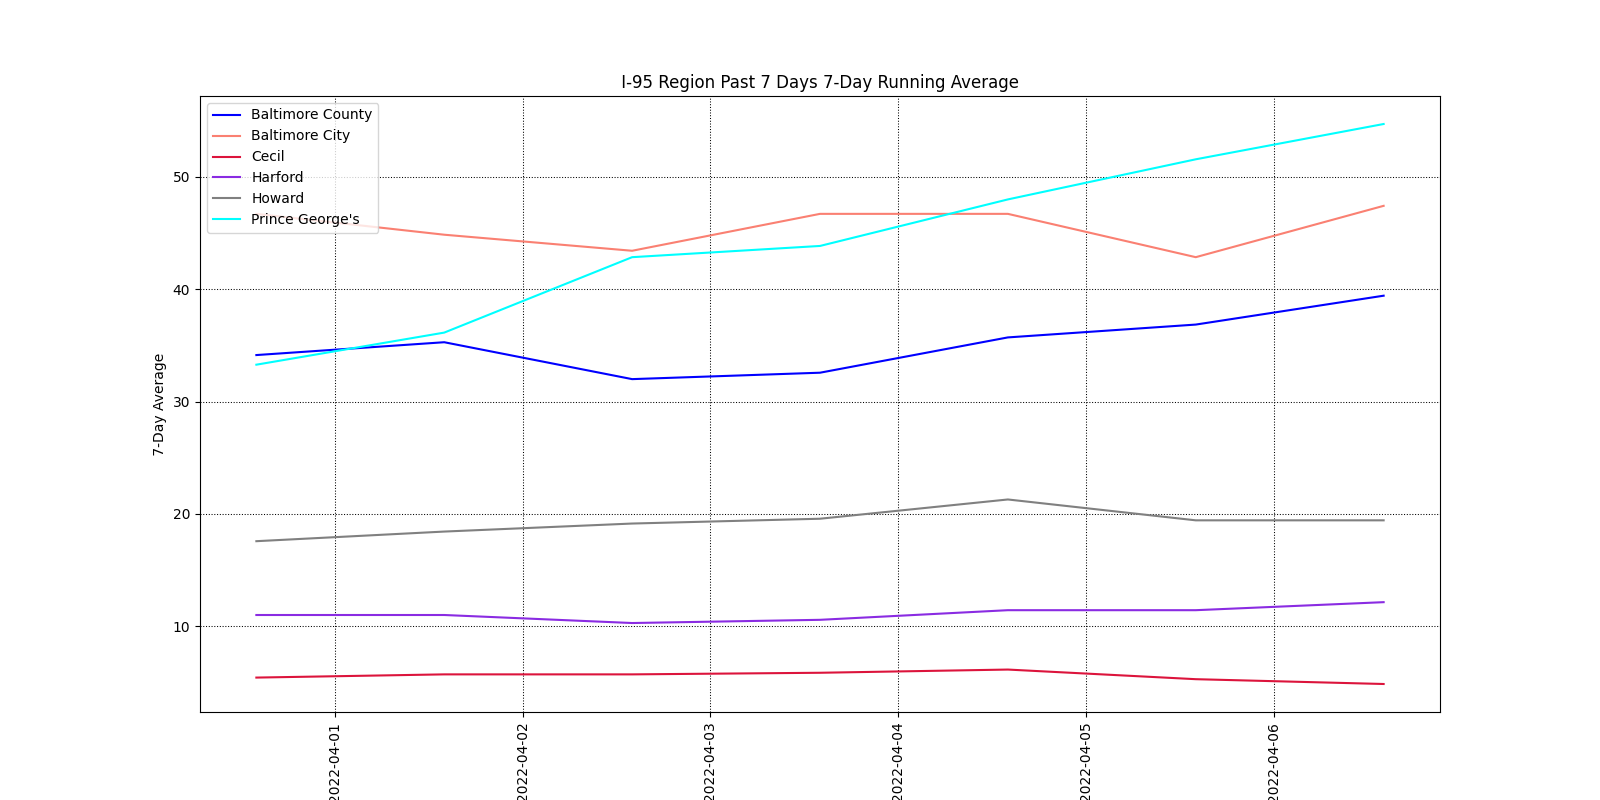 I-95 Region Past 7 Days 7-Day Running Average
Baltimore County
Baltimore City
Cecil
Harford
Howard
Prince George's
7-Day Average
50
40
30
20
10
2022-04-01
2022-04-02
2022-04-03
2022-04-04
2022-04-05
2022-04-06